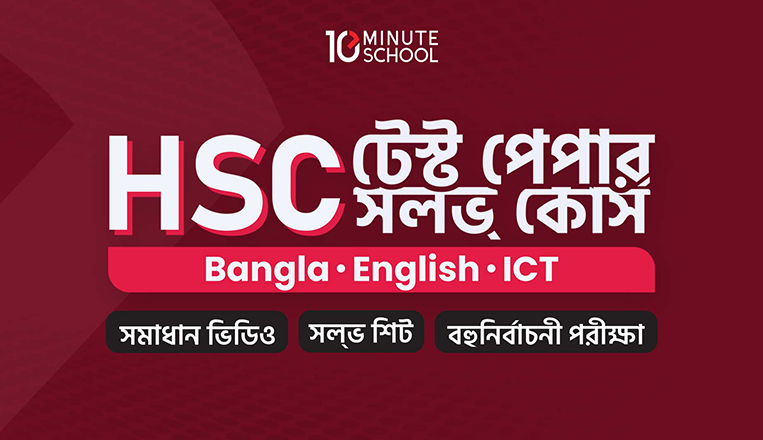 10 MINUTE
SCHOOL
HSC টেস্ট পেপার
সলভ্ কোর্স
Bangla • English • ICT
সমাধান ভিডিও সল্‌ভ শিট বহুনির্বাচনী পরীক্ষা